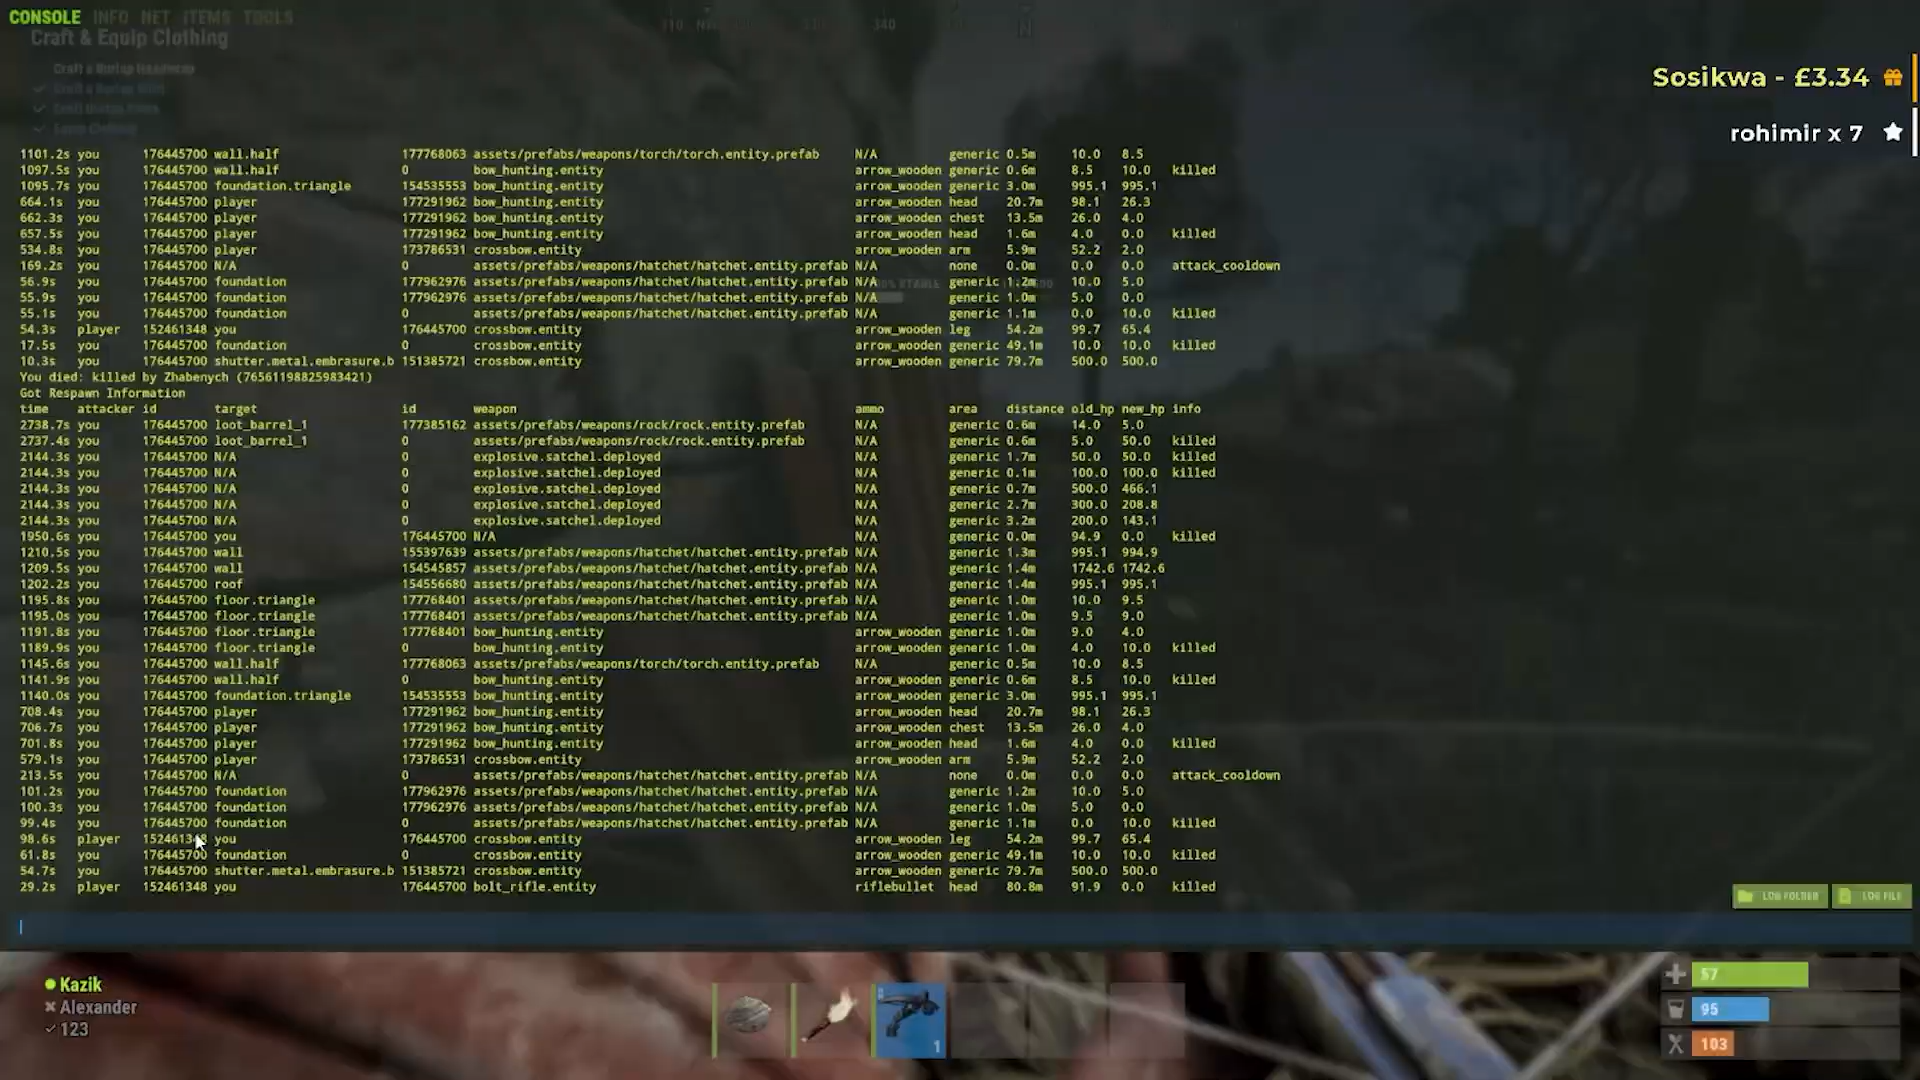 CONSOLE INFO NET ITEMS TOOLS
Craft & Equip Clothing
Craft a Burlap Headwrap
340
Sosikwa - £3.34
rohimir x 7
1101.2s you 176445700 wall.half 177768063 assets/prefabs/weapons/torch/torch.entity.prefab N/A generic 0.5m 10.0 8.5
1097.5s you 176445700 wall.half 0 bow_hunting.entity arrow_wooden generic 0.6m 8.5 10.0 killed
1095.7s you 176445700 foundation.triangle 154535553 bow_hunting.entity arrow_wooden generic 3.0m 995.1 995.1
664.1s you 176445700 player 177291962 bow_hunting.entity arrow_wooden head 20.7m 98.1 26.3
662.3s you 176445700 player 177291962 bow_hunting.entity arrow_wooden chest 13.5m 26.0 4.0
657.5s you 176445700 player 177291962 bow_hunting.entity arrow_wooden head 1.6m 4.0 0.0 killed
534.8s you 176445700 player 173786531 crossbow.entity arrow_wooden arm 5.9m 52.2 2.0
169.2s you 176445700 N/A 0 assets/prefabs/weapons/hatchet/hatchet.entity.prefab N/A none 0.0m 0.0 0.0 attack_cooldown
56.9s you 176445700 foundation 177962976 assets/prefabs/weapons/hatchet/hatchet.entity.prefab N/A generic 1.2m 10.0 5.0
55.9s you 176445700 foundation 177962976 assets/prefabs/weapons/hatchet/hatchet.entity.prefab N/A generic 1.0m 5.0 0.0
55.1s you 176445700 foundation 0 assets/prefabs/weapons/hatchet/hatchet.entity.prefab N/A generic 1.1m 0.0 10.0 killed
54.3s player 152461348 you 176445700 crossbow.entity arrow_wooden leg 54.2m 99.7 65.4
17.5s you 176445700 foundation 0 crossbow.entity arrow_wooden generic 49.1m 10.0 10.0 killed
10.3s you 176445700 shutter.metal.embrasure.b 151385721 crossbow.entity arrow_wooden generic 79.7m 500.0 500.0
You died: killed by Zhabenych (76561198825983421)
Got Respawn Information
time attacker id target id weapon ammo area distance old_hp new_hp info
2738.7s you 176445700 loot_barrel_1 177385162 assets/prefabs/weapons/rock/rock.entity.prefab N/A generic 0.6m 14.0 5.0
2737.4s you 176445700 loot_barrel_1 0 assets/prefabs/weapons/rock/rock.entity.prefab N/A generic 0.6m 5.0 50.0 killed
2144.3s you 176445700 N/A 0 explosive.satchel.deployed N/A generic 1.7m 50.0 50.0 killed
2144.3s you 176445700 N/A 0 explosive.satchel.deployed N/A generic 0.1m 100.0 100.0 killed
2144.3s you 176445700 N/A 0 explosive.satchel.deployed N/A generic 0.7m 500.0 466.1
2144.3s you 176445700 N/A 0 explosive.satchel.deployed N/A generic 2.7m 300.0 208.8
2144.3s you 176445700 N/A 0 explosive.satchel.deployed N/A generic 3.2m 200.0 143.1
1950.6s you 176445700 you 176445700 N/A N/A generic 0.0m 94.9 0.0 killed
1210.5s you 176445700 wall 155397639 assets/prefabs/weapons/hatchet/hatchet.entity.prefab N/A generic 1.3m 995.1 994.9
1209.5s you 176445700 wall 154545857 assets/prefabs/weapons/hatchet/hatchet.entity.prefab N/A generic 1.4m 1742.6 1742.6
1202.2s you 176445700 roof 154556680 assets/prefabs/weapons/hatchet/hatchet.entity.prefab N/A generic 1.4m 995.1 995.1
1195.8s you 176445700 floor.triangle 177768401 assets/prefabs/weapons/hatchet/hatchet.entity.prefab N/A generic 1.0m 10.0 9.5
1195.0s you 176445700 floor.triangle 177768401 assets/prefabs/weapons/hatchet/hatchet.entity.prefab N/A generic 1.0m 9.5 9.0
1191.8s you 176445700 floor.triangle 177768401 bow_hunting.entity arrow_wooden generic 1.0m 9.0 4.0
1189.9s you 176445700 floor.triangle 0 bow_hunting.entity arrow_wooden generic 1.0m 4.0 10.0 killed
1145.6s you 176445700 wall.half 177768063 assets/prefabs/weapons/torch/torch.entity.prefab N/A generic 0.5m 10.0 8.5
1141.9s you 176445700 wall.half 0 bow_hunting.entity arrow_wooden generic 0.6m 8.5 10.0 killed
1140.0s you 176445700 foundation.triangle 154535553 bow_hunting.entity arrow_wooden generic 3.0m 995.1 995.1
708.4s you 176445700 player 177291962 bow_hunting.entity arrow_wooden head 20.7m 98.1 26.3
706.7s you 176445700 player 177291962 bow_hunting.entity arrow_wooden chest 13.5m 26.0 4.0
701.8s you 176445700 player 177291962 bow_hunting.entity arrow_wooden head 1.6m 4.0 0.0 killed
579.1s you 176445700 player 173786531 crossbow.entity arrow_wooden arm 5.9m 52.2 2.0
213.5s you 176445700 N/A 0 assets/prefabs/weapons/hatchet/hatchet.entity.prefab N/A none 0.0m 0.0 0.0 attack_cooldown
101.2s you 176445700 foundation 177962976 assets/prefabs/weapons/hatchet/hatchet.entity.prefab N/A generic 1.2m 10.0 5.0
100.3s you 176445700 foundation 177962976 assets/prefabs/weapons/hatchet/hatchet.entity.prefab N/A generic 1.0m 5.0 0.0
99.4s you 176445700 foundation 0 assets/prefabs/weapons/hatchet/hatchet.entity.prefab N/A generic 1.1m 0.0 10.0 killed
98.6s player 152461348 you 176445700 crossbow.entity arrow_wooden leg 54.2m 99.7 65.4
61.8s you 176445700 foundation 0 crossbow.entity arrow_wooden generic 49.1m 10.0 10.0 killed
54.7s you 176445700 shutter.metal.embrasure.b 151385721 crossbow.entity arrow_wooden generic 79.7m 500.0 500.0
29.2s player 152461348 you 176445700 bolt_rifle.entity riflebullet head 80.8m 91.9 0.0 killed
LOG FOLDER LOG FILE
Kazik
Alexander
123
1
57
95
103